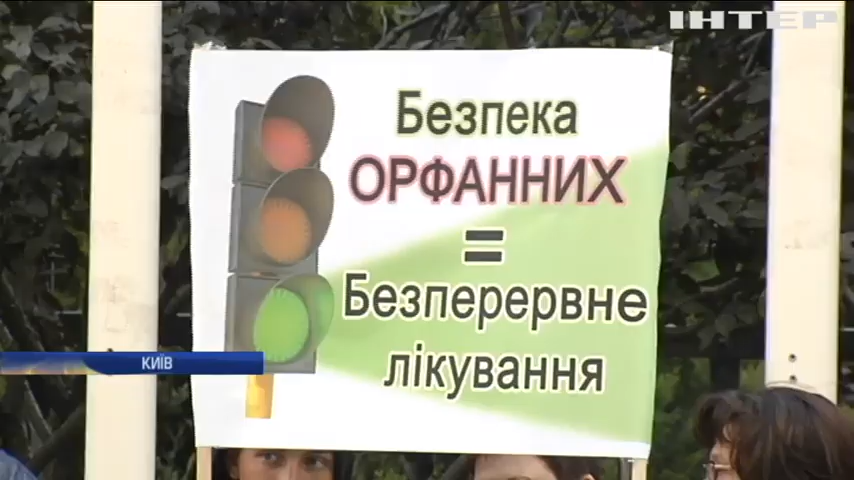 ІНТЕР
Безпека
ОРФАННИХ
=
Безперервне
лікування
КИЇВ